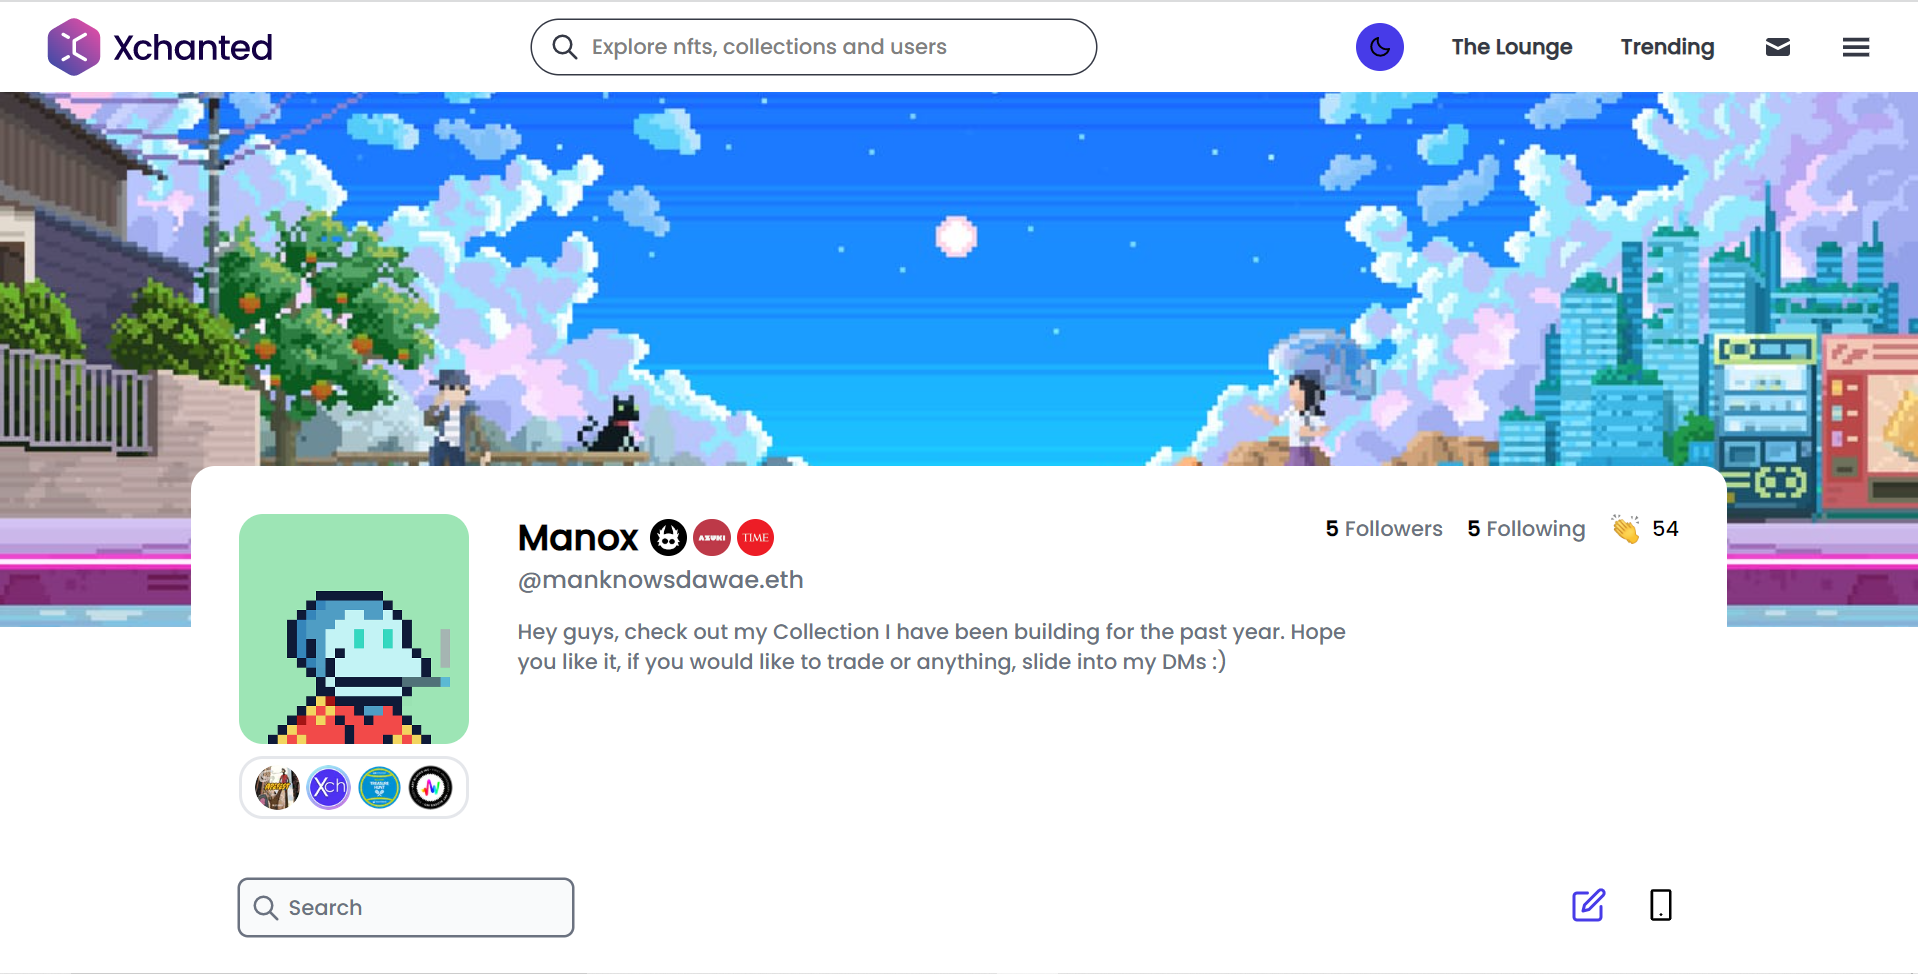 Xchanted
Explore nfts, collections and users
The Lounge
Trending
Manox
AZUKI
TIME
5 Followers
5 Following
54
@manknowsdawae.eth
Hey guys, check out my Collection I have been building for the past year. Hope
you like it, if you would like to trade or anything, slide into my DMs :)
Xch
TREASURE
HUNT
Search